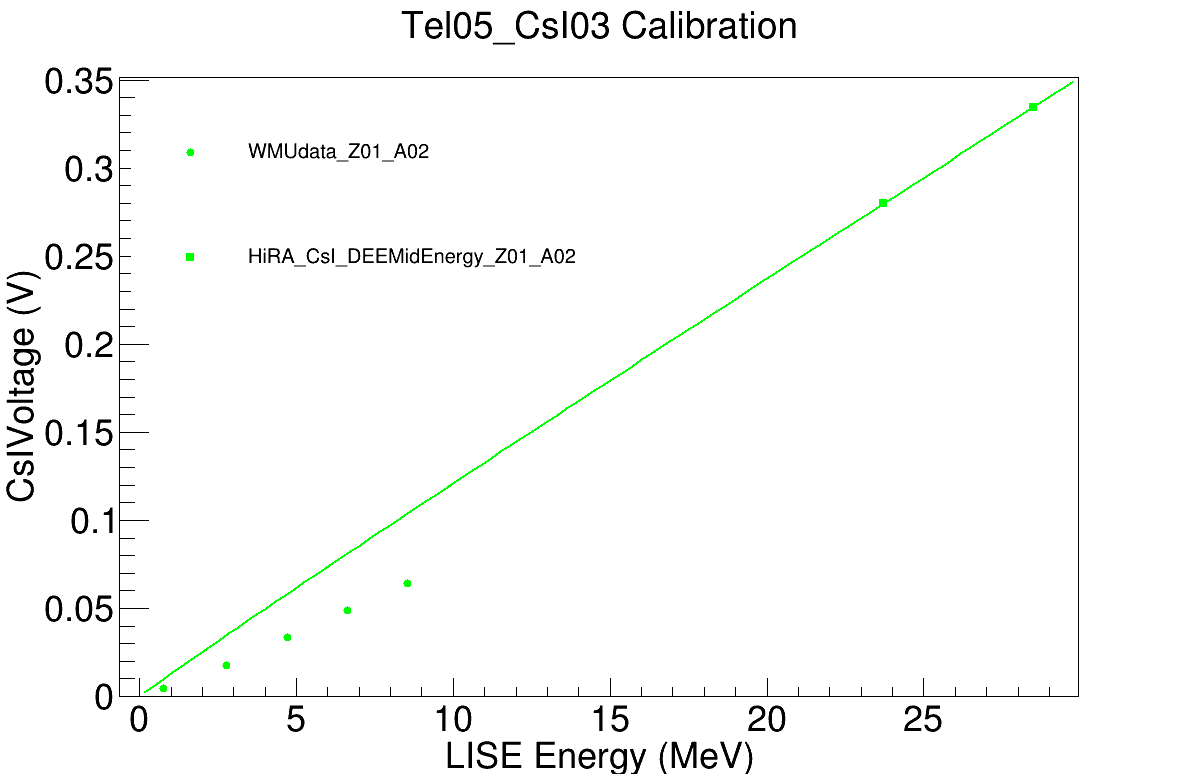 Tel05_CsI03 Calibration
0.35
WMUdata_Z01_A02
0.3
0.25
HiRA_CsI_DEEMidEnergy_Z01_A02
CsIVoltage (V)
0.2
0.15
0.1
0.05
0
0 5 10 15 20 25
LISE Energy (MeV)